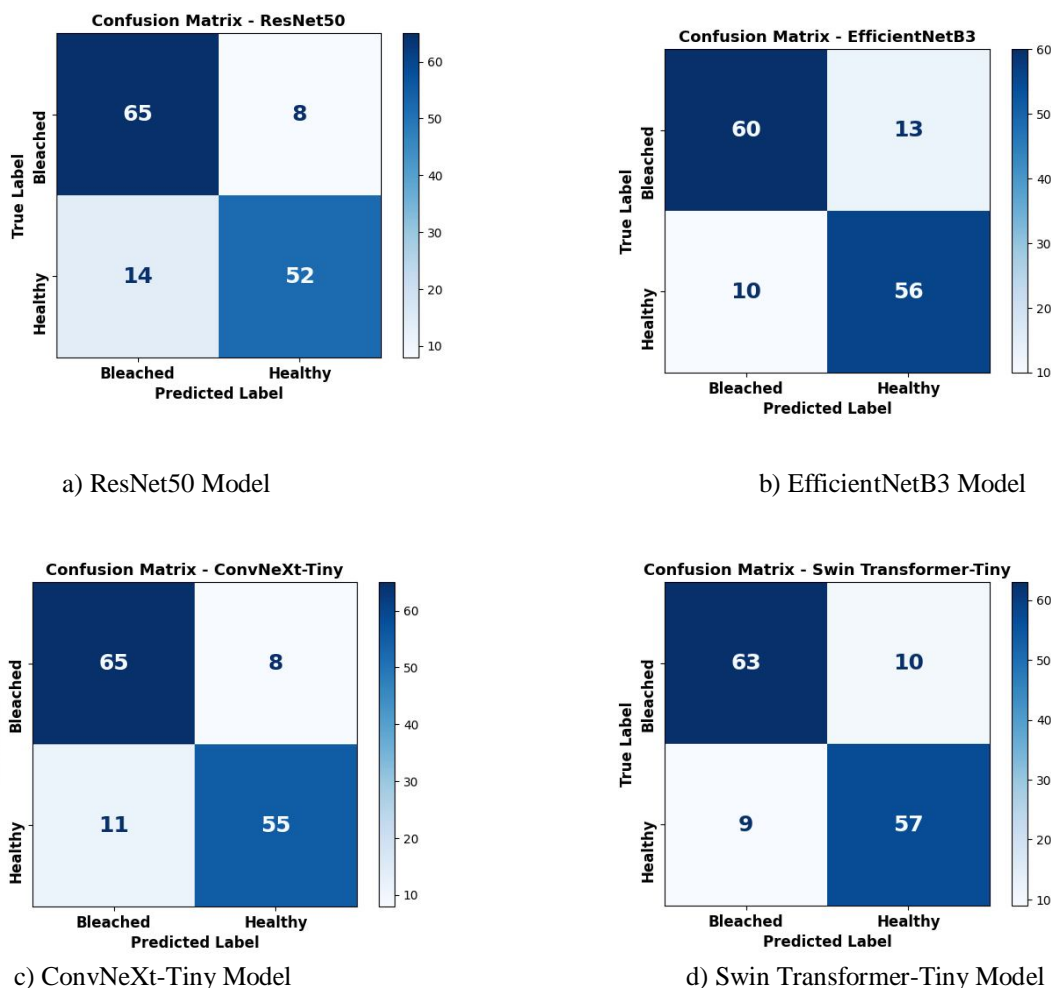 Confusion Matrix - ResNet50
True Label
Bleached
65
8
Healthy
14
52
Bleached
Healthy
Predicted Label
60
50
40
30
20
10
a) ResNet50 Model
Confusion Matrix - EfficientNetB3
True Label
Bleached
60
13
Healthy
10
56
Bleached
Healthy
Predicted Label
60
50
40
30
20
10
b) EfficientNetB3 Model
Confusion Matrix - ConvNeXt-Tiny
Bleached
65
8
Healthy
11
55
Bleached
Healthy
Predicted Label
60
50
40
30
20
10
c) ConvNeXt-Tiny Model
Confusion Matrix - Swin Transformer-Tiny
True Label
Bleached
63
10
Healthy
9
57
Bleached
Healthy
Predicted Label
60
50
40
30
20
10
d) Swin Transformer-Tiny Model